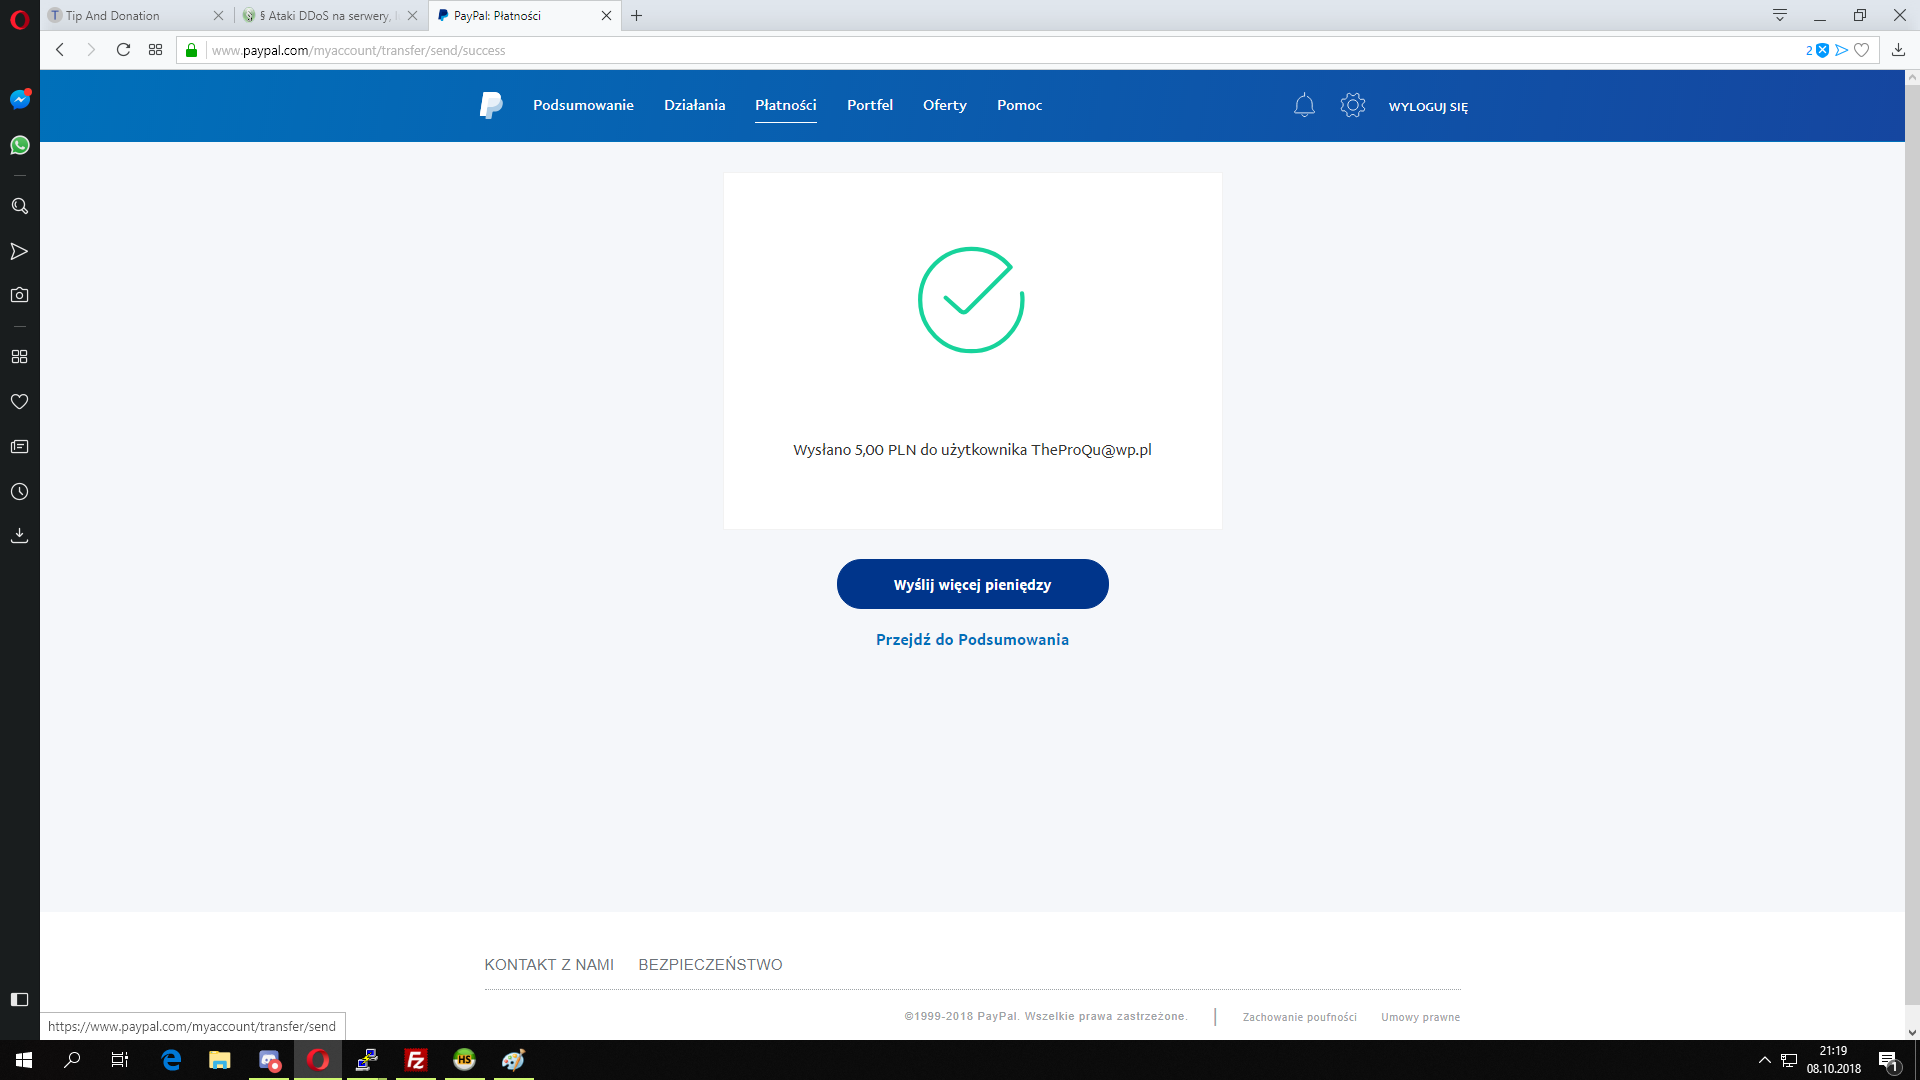 Tip And Donation
§ Ataki DDoS na serwery,
PayPal: Płatności
www.paypal.com/myaccount/transfer/send/success
2
Podsumowanie
Działania
Płatności
Portfel
Oferty
Pomoc
WYLOGUJ SIĘ
Wysłano 5,00 PLN do użytkownika TheProQu@wp.pl
Wyślij więcej pieniędzy
Przejdź do Podsumowania
KONTAKT Z NAMI
BEZPIECZEŃSTWO
©1999-2018 PayPal. Wszelkie prawa zastrzeżone.
Zachowanie poufności
Umowy prawne
https://www.paypal.com/myaccount/transfer/send
FZ
HS
21:19
08.10.2018
1